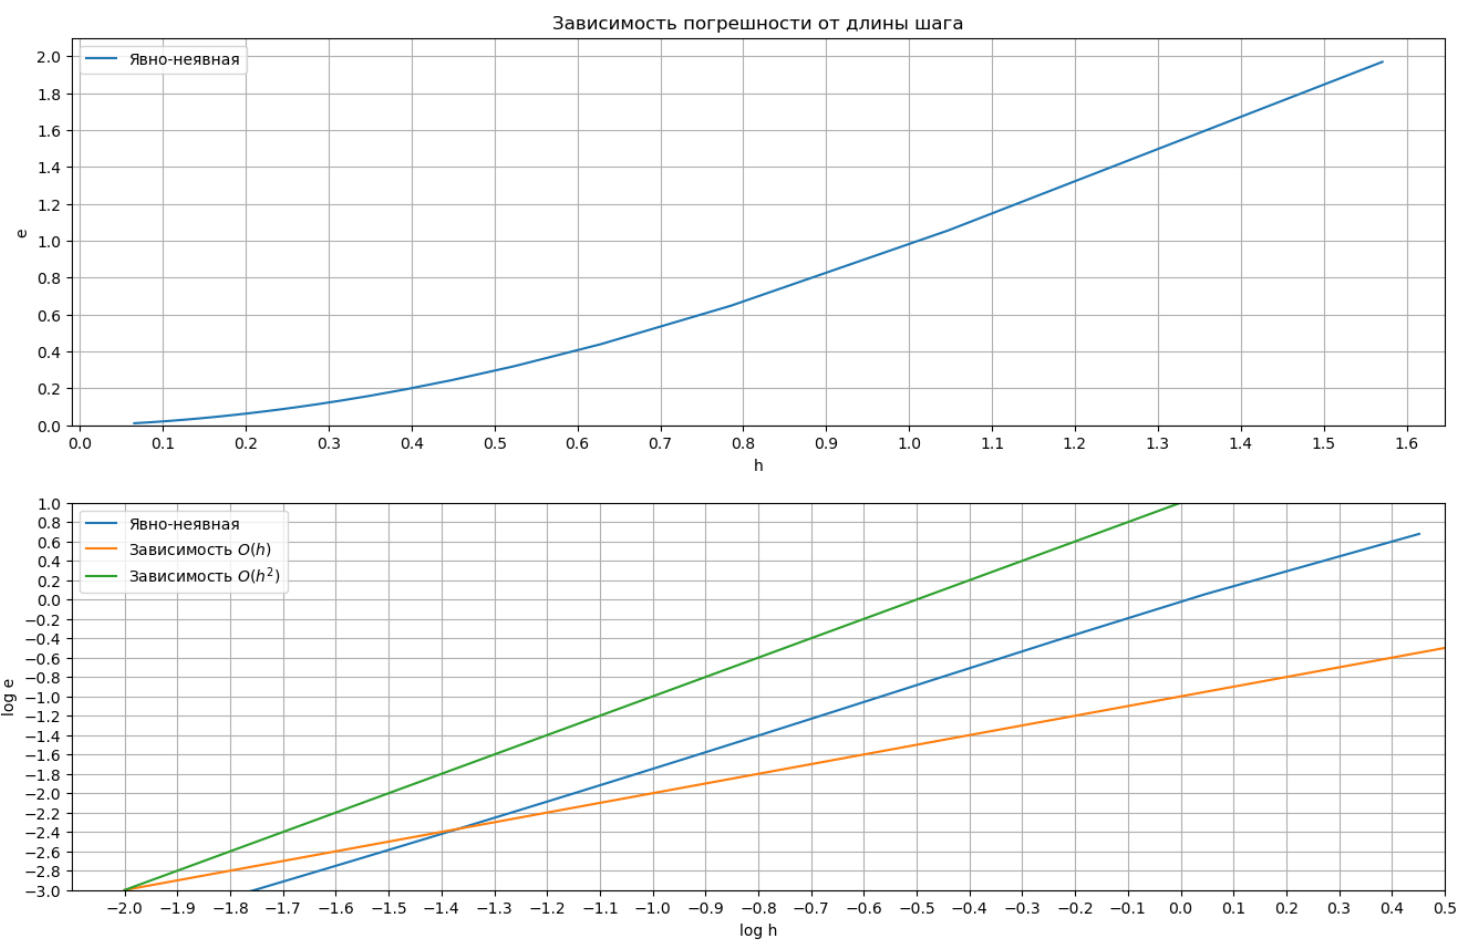 Зависимость погрешности от длины шага
Явно-неявная
2.0
1.8
1.6
1.4
1.2
1.0
0.8
0.6
0.4
0.2
0.0
e
0.0 0.1 0.2 0.3 0.4 0.5 0.6 0.7 0.8 0.9 1.0 1.1 1.2 1.3 1.4 1.5 1.6
h
Явно-неявная
Зависимость O(h)
Зависимость O(h²)
1.0
0.8
0.6
0.4
0.2
0.0
−0.2
−0.4
−0.6
−0.8
−1.0
−1.2
−1.4
−1.6
−1.8
−2.0
−2.2
−2.4
−2.6
−2.8
−3.0
log e
−2.0 −1.9 −1.8 −1.7 −1.6 −1.5 −1.4 −1.3 −1.2 −1.1 −1.0 −0.9 −0.8 −0.7 −0.6 −0.5 −0.4 −0.3 −0.2 −0.1 0.0 0.1 0.2 0.3 0.4 0.5
log h